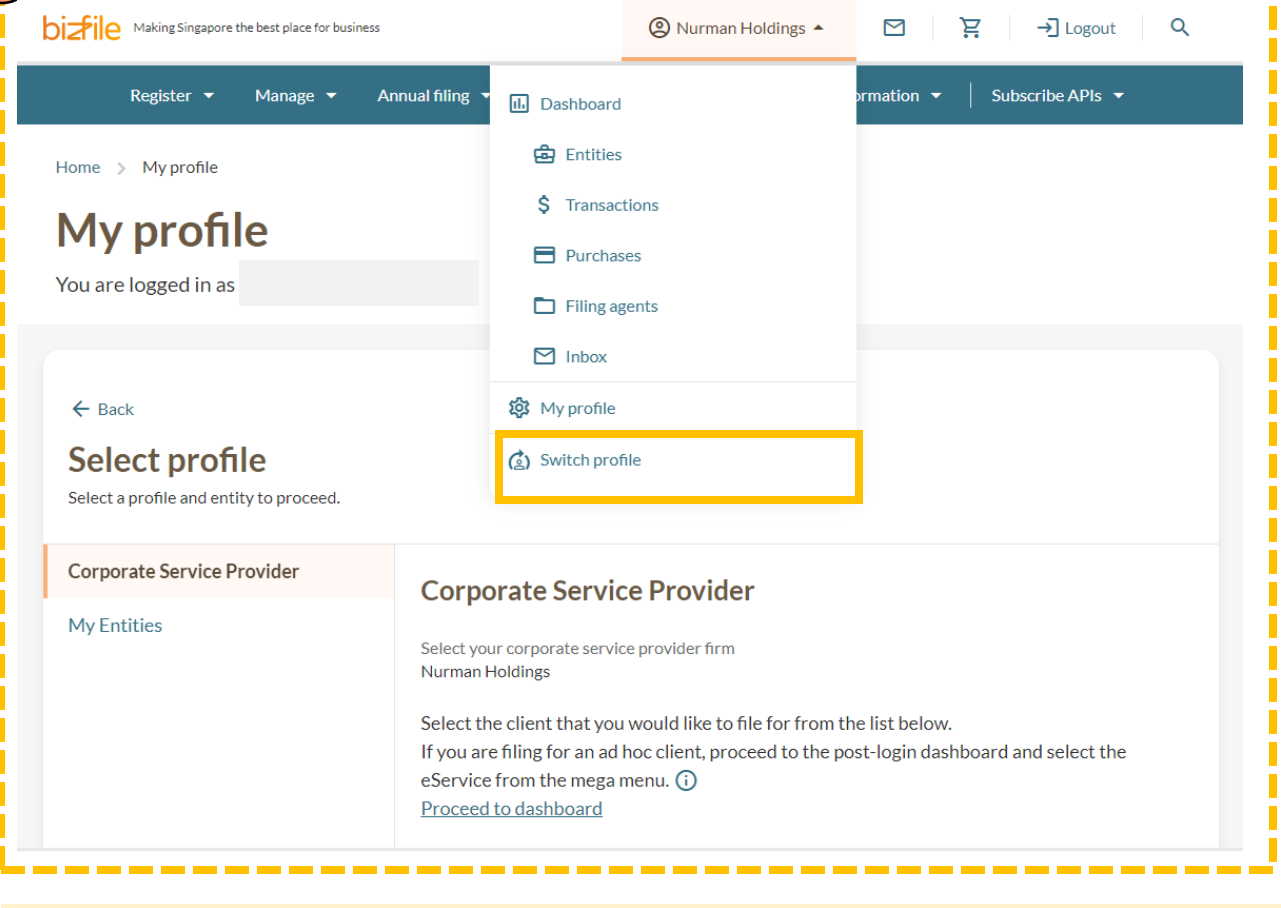 bizfile Making Singapore the best place for business
Nurman Holdings
Logout
Register
Manage
Annual filing
Subscribe APIs
Dashboard
Entities
Transactions
Purchases
Filing agents
Inbox
My profile
Switch profile
Home > My profile
My profile
You are logged in as
Back
Select profile
Select a profile and entity to proceed.
Corporate Service Provider
My Entities
Corporate Service Provider
Select your corporate service provider firm
Nurman Holdings
Select the client that you would like to file for from the list below.
If you are filing for an ad hoc client, proceed to the post-login dashboard and select the
eService from the mega menu.
Proceed to dashboard